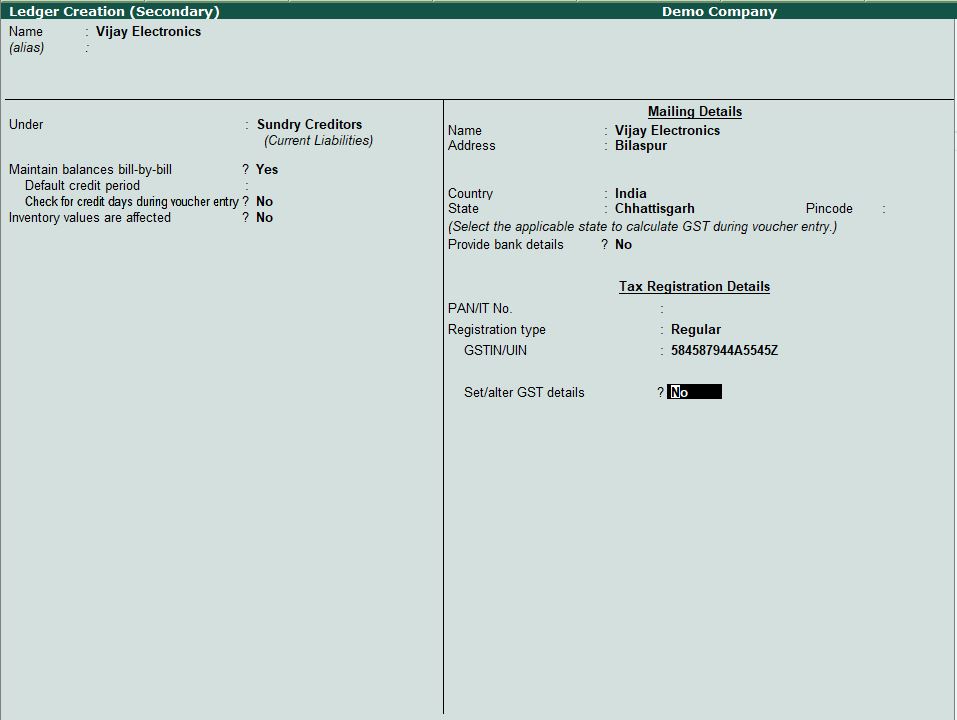 Ledger Creation (Secondary) Demo Company
Name : Vijay Electronics
(alias) :
Under : Sundry Creditors
(Current Liabilities)
Maintain balances bill-by-bill ? Yes
Default credit period :
Check for credit days during voucher entry ? No
Inventory values are affected ? No
Mailing Details
Name : Vijay Electronics
Address : Bilaspur
Country : India
State : Chhattisgarh Pincode :
(Select the applicable state to calculate GST during voucher entry.)
Provide bank details ? No
Tax Registration Details
PAN/IT No. :
Registration type : Regular
GSTIN/UIN : 584587944A5545Z
Set/alter GST details ? No